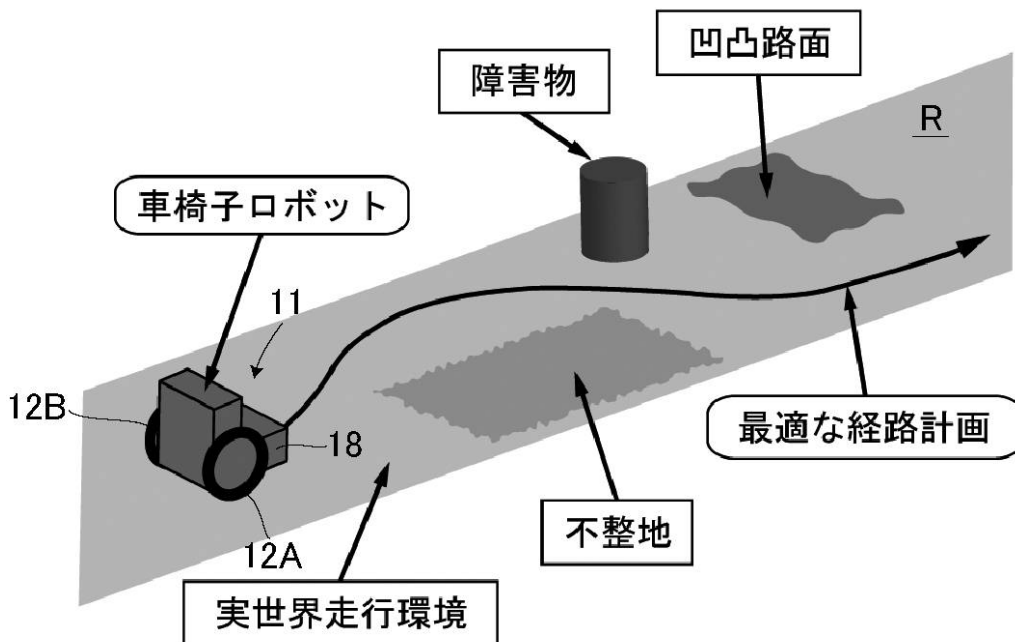 凹凸路面
障害物
R
車椅子ロボット
11
12B
18
最適な経路計画
不整地
12A
実世界走行環境